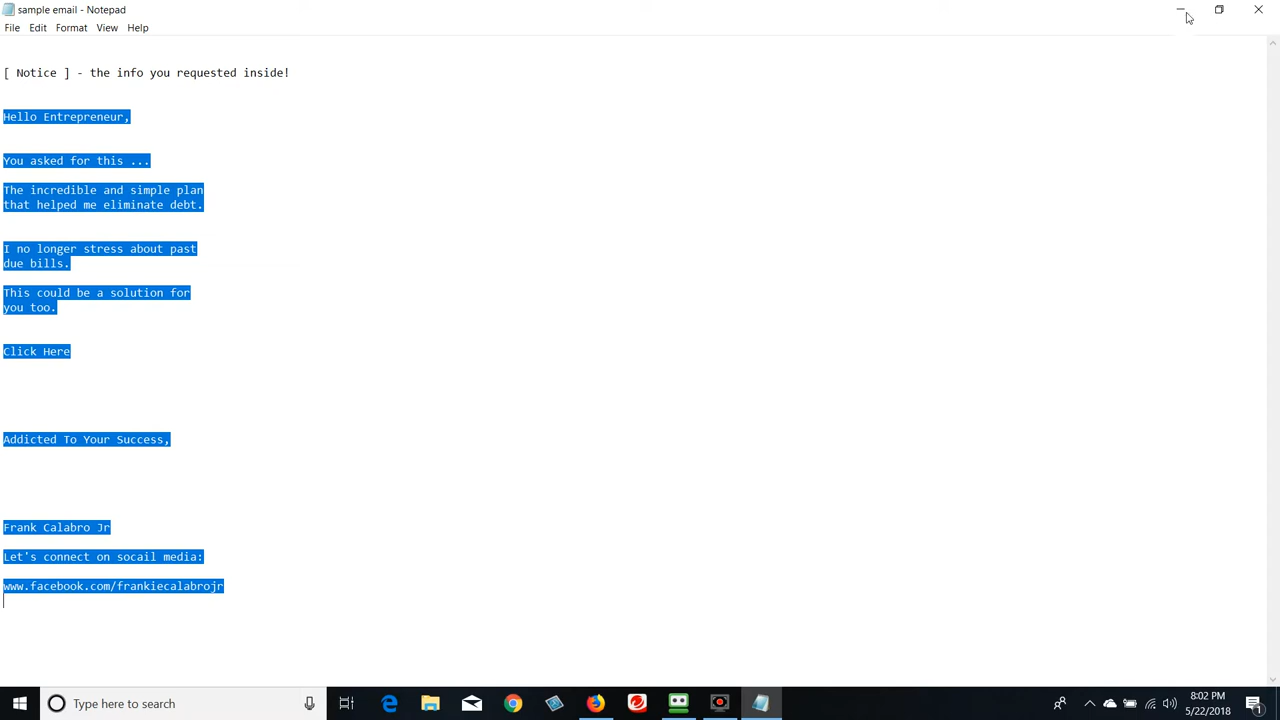 sample email - Notepad
File Edit Format View Help
[ Notice ] - the info you requested inside!
Hello Entrepreneur,
You asked for this ...
The incredible and simple plan
that helped me eliminate debt.
I no longer stress about past
due bills.
This could be a solution for
you too.
Click Here
Addicted To Your Success,
Frank Calabro Jr
Let's connect on socail media:
www.facebook.com/frankiecalabrojr
Type here to search
8:02 PM
5/22/2018
1